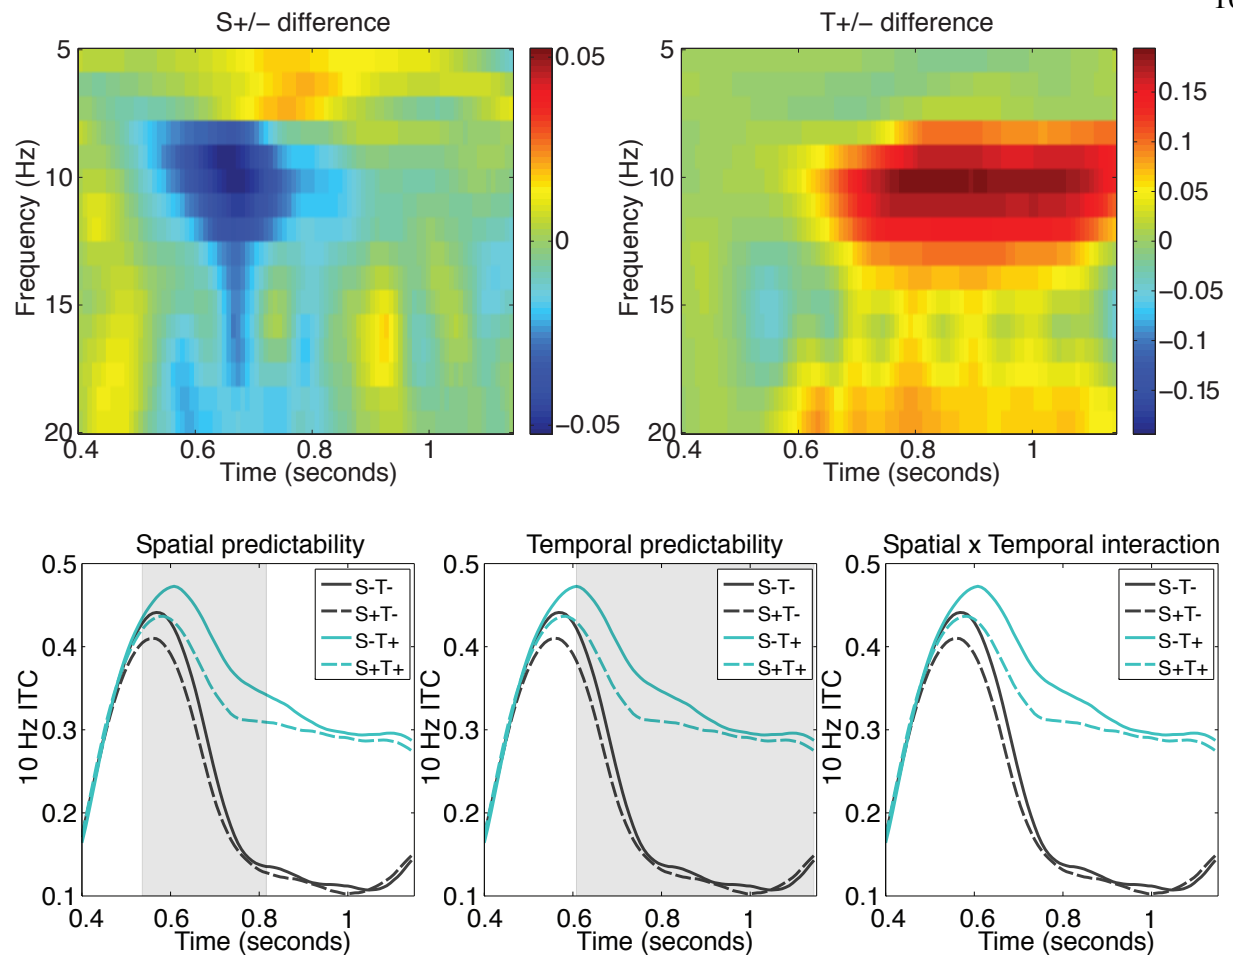 S+/− difference
T+/− difference
5
10
15
20
Frequency (Hz)
0.4
0.6
0.8
1
Time (seconds)
0.05
0
−0.05
5
10
15
20
Frequency (Hz)
0.4
0.6
0.8
1
Time (seconds)
0.15
0.1
0.05
0
−0.05
−0.1
−0.15
Spatial predictability
0.5
0.4
0.3
0.2
0.1
10 Hz ITC
S-T-
S+T-
S-T+
S+T+
0.4
0.6
0.8
1
Time (seconds)
Temporal predictability
0.5
0.4
0.3
0.2
0.1
10 Hz ITC
S-T-
S+T-
S-T+
S+T+
0.4
0.6
0.8
1
Time (seconds)
Spatial x Temporal interaction
0.5
0.4
0.3
0.2
0.1
10 Hz ITC
S-T-
S+T-
S-T+
S+T+
0.4
0.6
0.8
1
Time (seconds)